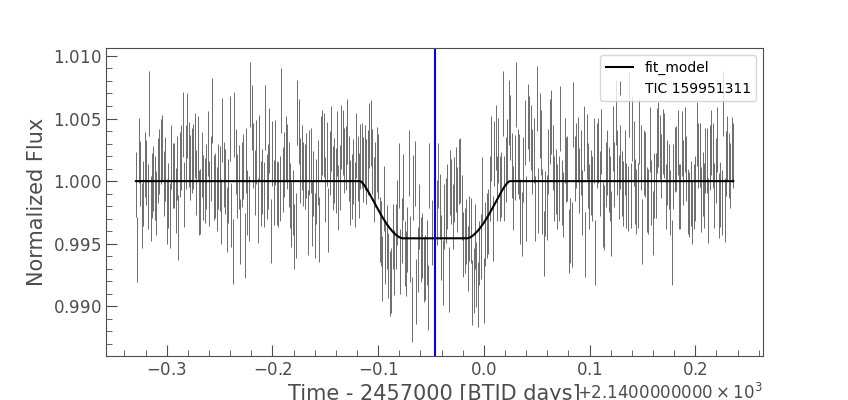 1.010
1.005
1.000
0.995
0.990
Normalized Flux
fit_model
TIC 159951311
−0.3 −0.2 −0.1 0.0 0.1 0.2
Time - 2457000 [BTJD days]
+2.1400000000 × 10³